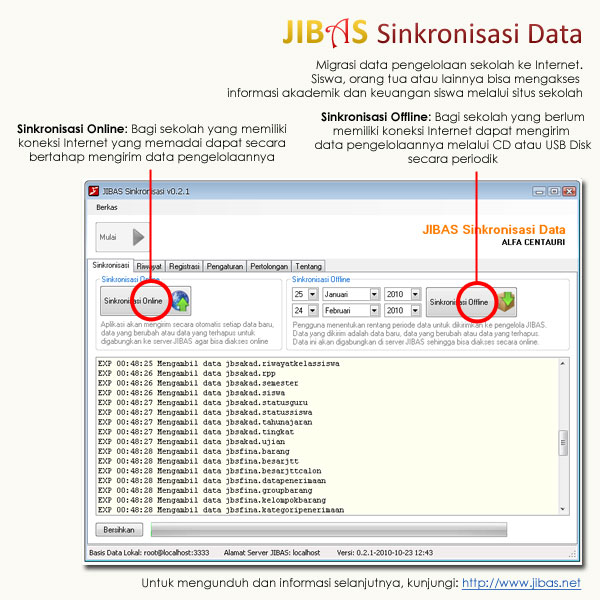 JIBAS Sinkronisasi Data
Migrasi data pengelolaan sekolah ke Internet.
Siswa, orang tua atau lainnya bisa mengakses
informasi akademik dan keuangan siswa melalui situs sekolah
Sinkronisasi Online: Bagi sekolah yang memiliki
koneksi Internet yang memadai dapat secara
bertahap mengirim data pengelolaannya
Sinkronisasi Offline: Bagi sekolah yang berlum
memiliki koneksi Internet dapat mengirim
data pengelolaannya melalui CD atau USB Disk
secara periodik
JIBAS Sinkronisasi v0.2.1
Berkas
Mulai
JIBAS Sinkronisasi Data
ALFA CENTAURI
Sinkronisasi Riwayat Registrasi Pengaturan Pertolongan Tentang
Sinkronisasi Online
Sinkronisasi Online
Aplikasi akan mengirim secara otomatis setiap data baru,
data yang berubah atau data yang terhapus untuk
digabungkan ke server JIBAS agar bisa diakses online
Sinkronisasi Offline
25 Januari 2010
24 Februari 2010
Sinkronisasi Offline
Pengguna menentukan rentang periode data untuk dikirimkan ke pengelola JIBAS.
Data yang dikirim adalah data baru, data yang berubah atau data yang terhapus.
Data ini akan digabungkan di server JIBAS sehingga bisa diakses secara online.
EXP 00:48:25 Mengambil data jbsakad.riwayatkelassiswa
EXP 00:48:26 Mengambil data jbsakad.rpp
EXP 00:48:26 Mengambil data jbsakad.semester
EXP 00:48:26 Mengambil data jbsakad.siswa
EXP 00:48:27 Mengambil data jbsakad.statusguru
EXP 00:48:27 Mengambil data jbsakad.statussiswa
EXP 00:48:27 Mengambil data jbsakad.tahunajaran
EXP 00:48:27 Mengambil data jbsakad.tingkat
EXP 00:48:27 Mengambil data jbsakad.ujian
EXP 00:48:28 Mengambil data jbsfina.barang
EXP 00:48:28 Mengambil data jbsfina.besarjtt
EXP 00:48:28 Mengambil data jbsfina.besarjttcalon
EXP 00:48:28 Mengambil data jbsfina.datapenerimaan
EXP 00:48:28 Mengambil data jbsfina.groupbarang
EXP 00:48:28 Mengambil data jbsfina.kelompokbarang
EXP 00:48:28 Mengambil data jbsfina.kategoripenerimaan
Bersihkan
Basis Data Lokal: root@localhost:3333 Alamat Server JIBAS: localhost Versi: 0.2.1-2010-10-23 12:43
Untuk mengunduh dan informasi selanjutnya, kunjungi: http://www.jibas.net